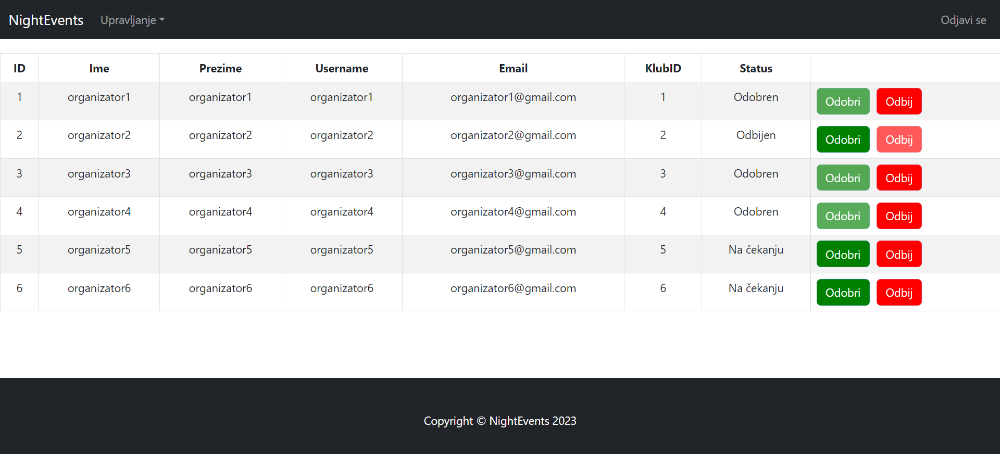 NightEvents Upravljanje Odjavi se
ID Ime Prezime Username Email KlubID Status
1 organizator1 organizator1 organizator1 organizator1@gmail.com 1 Odobren Odobri Odbij
2 organizator2 organizator2 organizator2 organizator2@gmail.com 2 Odbijen Odobri Odbij
3 organizator3 organizator3 organizator3 organizator3@gmail.com 3 Odobren Odobri Odbij
4 organizator4 organizator4 organizator4 organizator4@gmail.com 4 Odobren Odobri Odbij
5 organizator5 organizator5 organizator5 organizator5@gmail.com 5 Na čekanju Odobri Odbij
6 organizator6 organizator6 organizator6 organizator6@gmail.com 6 Na čekanju Odobri Odbij
Copyright © NightEvents 2023